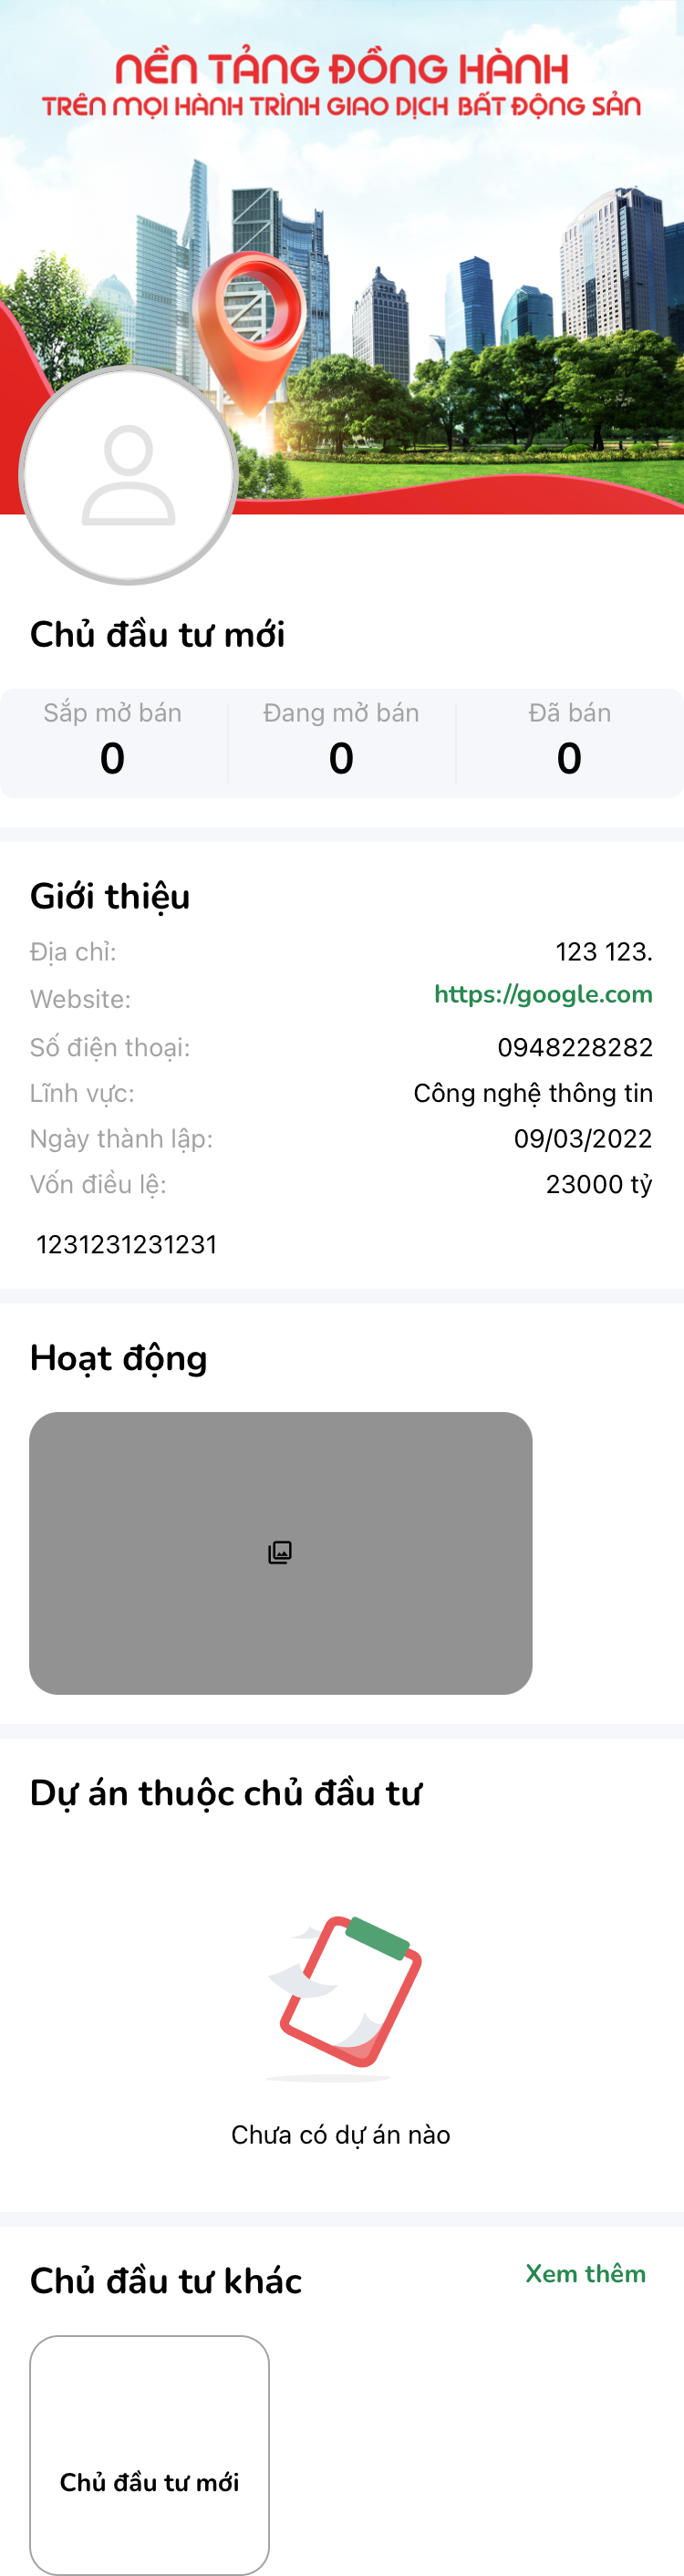 NỀN TẢNG ĐỒNG HÀNH
TRÊN MỌI HÀNH TRÌNH GIAO DỊCH BẤT ĐỘNG SẢN
Chủ đầu tư mới
Sắp mở bán Đang mở bán Đã bán
0 0 0
Giới thiệu
Địa chỉ: 123 123.
Website: https://google.com
Số điện thoại: 0948228282
Lĩnh vực: Công nghệ thông tin
Ngày thành lập: 09/03/2022
Vốn điều lệ: 23000 tỷ
1231231231231
Hoạt động
Dự án thuộc chủ đầu tư
Chưa có dự án nào
Chủ đầu tư khác Xem thêm
Chủ đầu tư mới